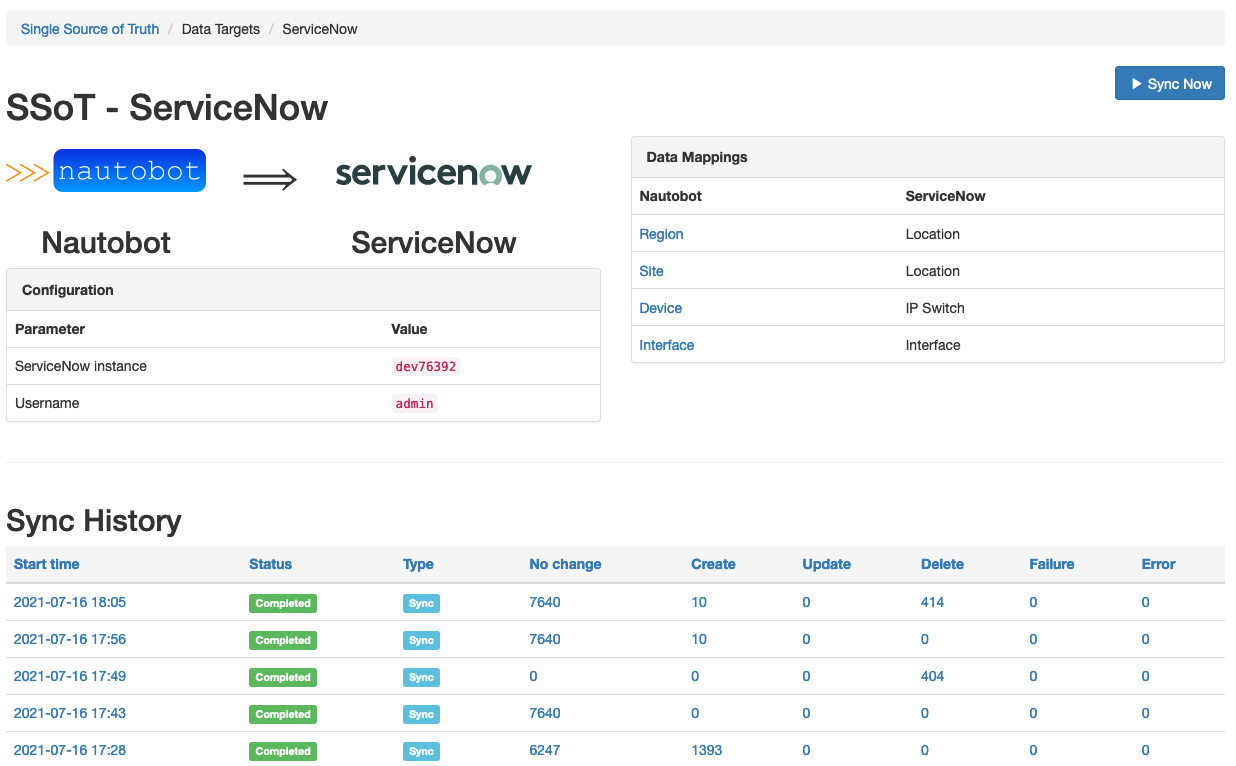 Single Source of Truth / Data Targets / ServiceNow
Sync Now
SSoT - ServiceNow
>>> nautobot
servicenow
Nautobot ServiceNow
Configuration
Parameter Value
ServiceNow instance dev76392
Username admin
Data Mappings
Nautobot ServiceNow
Region Location
Site Location
Device IP Switch
Interface Interface
Sync History
Start time Status Type No change Create Update Delete Failure Error
2021-07-16 18:05 Completed Sync 7640 10 0 414 0 0
2021-07-16 17:56 Completed Sync 7640 10 0 0 0 0
2021-07-16 17:49 Completed Sync 0 0 0 404 0 0
2021-07-16 17:43 Completed Sync 7640 0 0 0 0 0
2021-07-16 17:28 Completed Sync 6247 1393 0 0 0 0